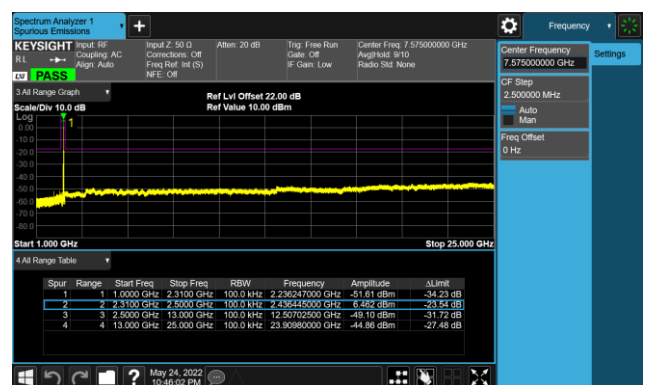 Spectrum Analyzer 1
Spurious Emissions
Frequency
KEYSIGHT Input: RF Input Z: 50 Ω Atten: 20 dB Trig: Free Run Center Freq: 7.575000000 GHz
RL Coupling: AC Corrections: Off Gate: Off Avg|Hold: 9/10
Align: Auto Freq Ref: Int (S) IF Gain: Low Radio Std: None
LW PASS NFE: Off
Center Frequency
7.575000000 GHz
Settings
CF Step
2.500000 MHz
Auto
Man
Freq Offset
0 Hz
3 All Range Graph
Ref Lvl Offset 22.00 dB
Scale/Div 10.0 dB Ref Value 10.00 dBm
Log
1
0.00
-10.0
-20.0
-30.0
-40.0
-50.0
-60.0
-70.0
-80.0
Start 1.000 GHz Stop 25.000 GHz
4 All Range Table
Spur Range Start Freq Stop Freq RBW Frequency Amplitude ΔLimit
1 1 1.0000 GHz 2.3100 GHz 100.0 kHz 2.236247000 GHz -51.61 dBm -34.23 dB
2 2 2.3100 GHz 2.5000 GHz 100.0 kHz 2.436445000 GHz 6.462 dBm -23.54 dB
3 3 2.5000 GHz 13.000 GHz 100.0 kHz 12.50702500 GHz -49.10 dBm -31.72 dB
4 4 13.000 GHz 25.000 GHz 100.0 kHz 23.90980000 GHz -44.86 dBm -27.48 dB
May 24, 2022
10:46:02 PM